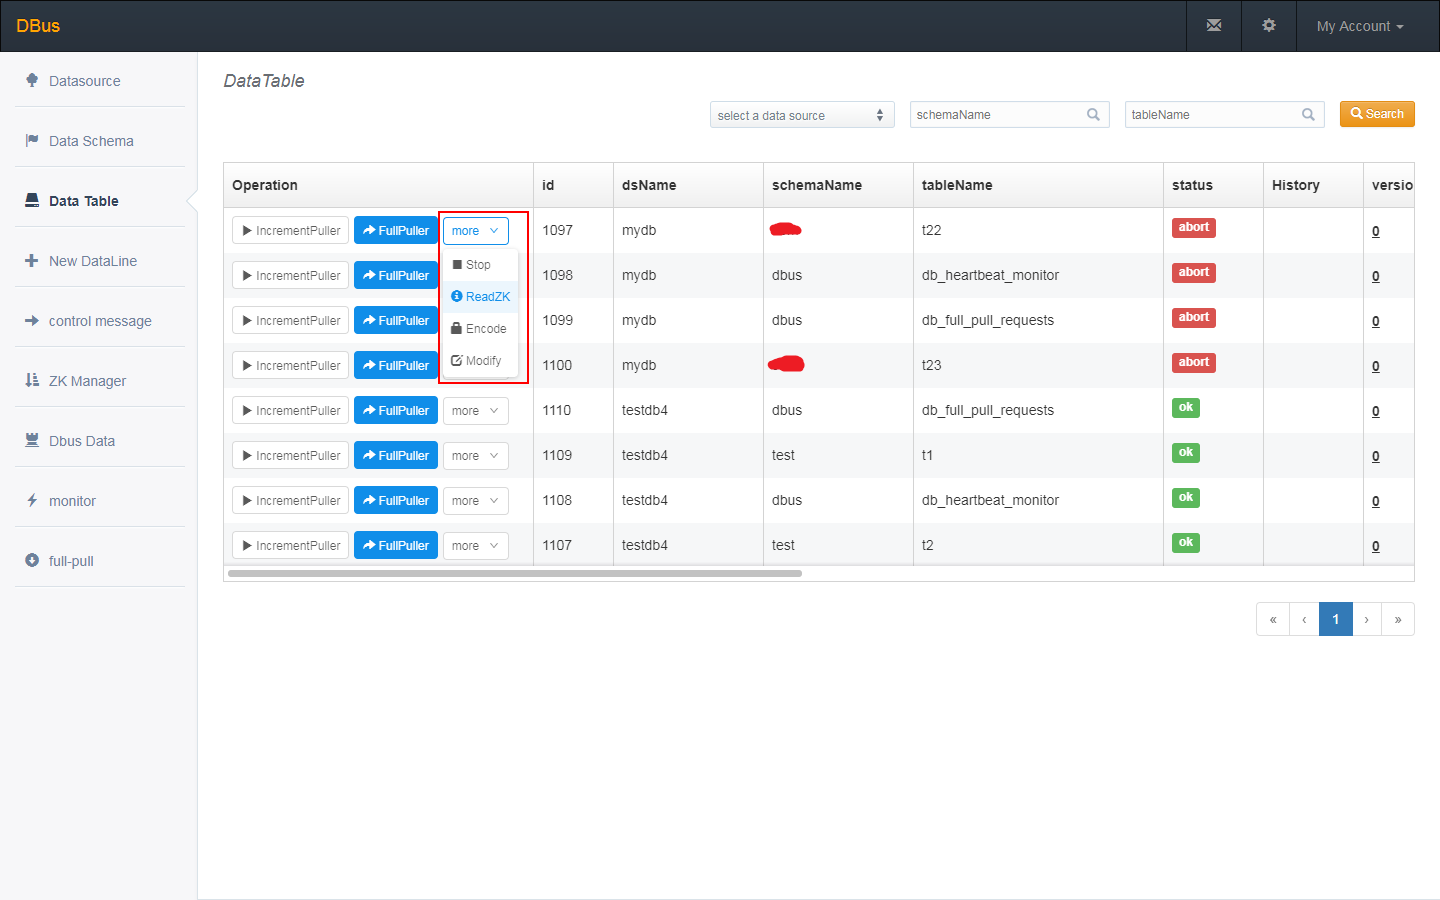 DBus
My Account
Datasource
Data Schema
Data Table
New DataLine
control message
ZK Manager
Dbus Data
monitor
full-pull
DataTable
select a data source schemaName tableName Search
Operation id dsName schemaName tableName status History versio
IncrementPuller FullPuller more 1097 mydb t22 abort 0
Stop
IncrementPuller FullPuller 1098 mydb dbus db_heartbeat_monitor abort 0
ReadZK
IncrementPuller FullPuller 1099 mydb dbus db_full_pull_requests abort 0
Encode
IncrementPuller FullPuller 1100 mydb t23 abort 0
Modify
IncrementPuller FullPuller more 1110 testdb4 dbus db_full_pull_requests ok 0
IncrementPuller FullPuller more 1109 testdb4 test t1 ok 0
IncrementPuller FullPuller more 1108 testdb4 dbus db_heartbeat_monitor ok 0
IncrementPuller FullPuller more 1107 testdb4 test t2 ok 0
« ‹ 1 › »